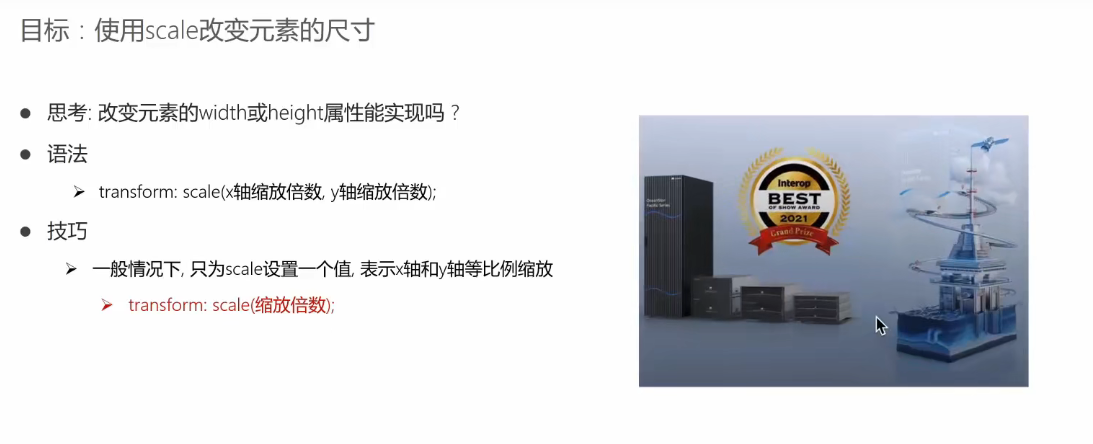 目标：使用scale改变元素的尺寸
思考: 改变元素的width或height属性能实现吗？
语法
transform: scale(x轴缩放倍数, y轴缩放倍数);
技巧
一般情况下, 只为scale设置一个值, 表示x轴和y轴等比例缩放
transform: scale(缩放倍数);
Interop
BEST
OF SHOW AWARD
2021
Grand Prize